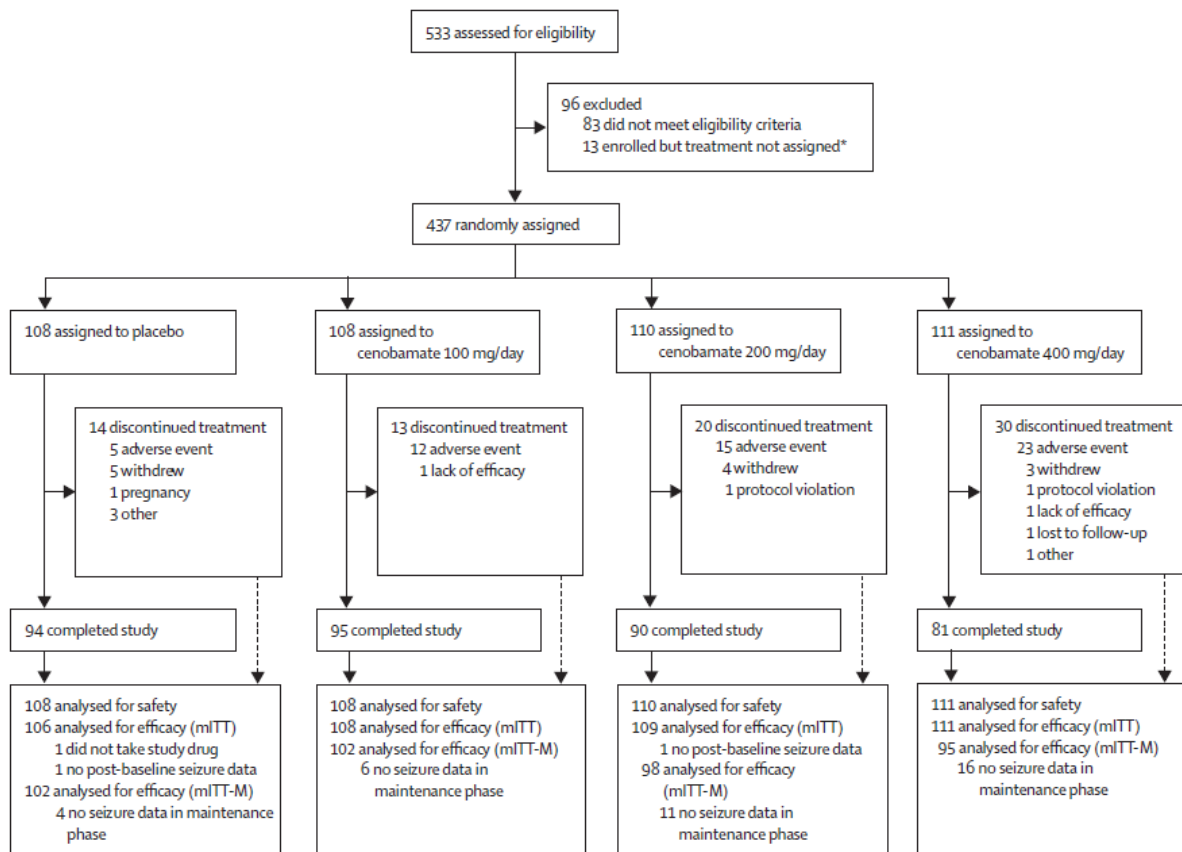 533 assessed for eligibility
96 excluded
83 did not meet eligibility criteria
13 enrolled but treatment not assigned*
437 randomly assigned
108 assigned to placebo
108 assigned to
cenobamate 100 mg/day
110 assigned to
cenobamate 200 mg/day
111 assigned to
cenobamate 400 mg/day
14 discontinued treatment
5 adverse event
5 withdrew
1 pregnancy
3 other
13 discontinued treatment
12 adverse event
1 lack of efficacy
20 discontinued treatment
15 adverse event
4 withdrew
1 protocol violation
30 discontinued treatment
23 adverse event
3 withdrew
1 protocol violation
1 lack of efficacy
1 lost to follow-up
1 other
94 completed study
95 completed study
90 completed study
81 completed study
108 analysed for safety
106 analysed for efficacy (mITT)
1 did not take study drug
1 no post-baseline seizure data
102 analysed for efficacy (mITT-M)
4 no seizure data in maintenance
phase
108 analysed for safety
108 analysed for efficacy (mITT)
102 analysed for efficacy (mITT-M)
6 no seizure data in
maintenance phase
110 analysed for safety
109 analysed for efficacy (mITT)
1 no post-baseline seizure data
98 analysed for efficacy
(mITT-M)
11 no seizure data in
maintenance phase
111 analysed for safety
111 analysed for efficacy (mITT)
95 analysed for efficacy (mITT-M)
16 no seizure data in
maintenance phase